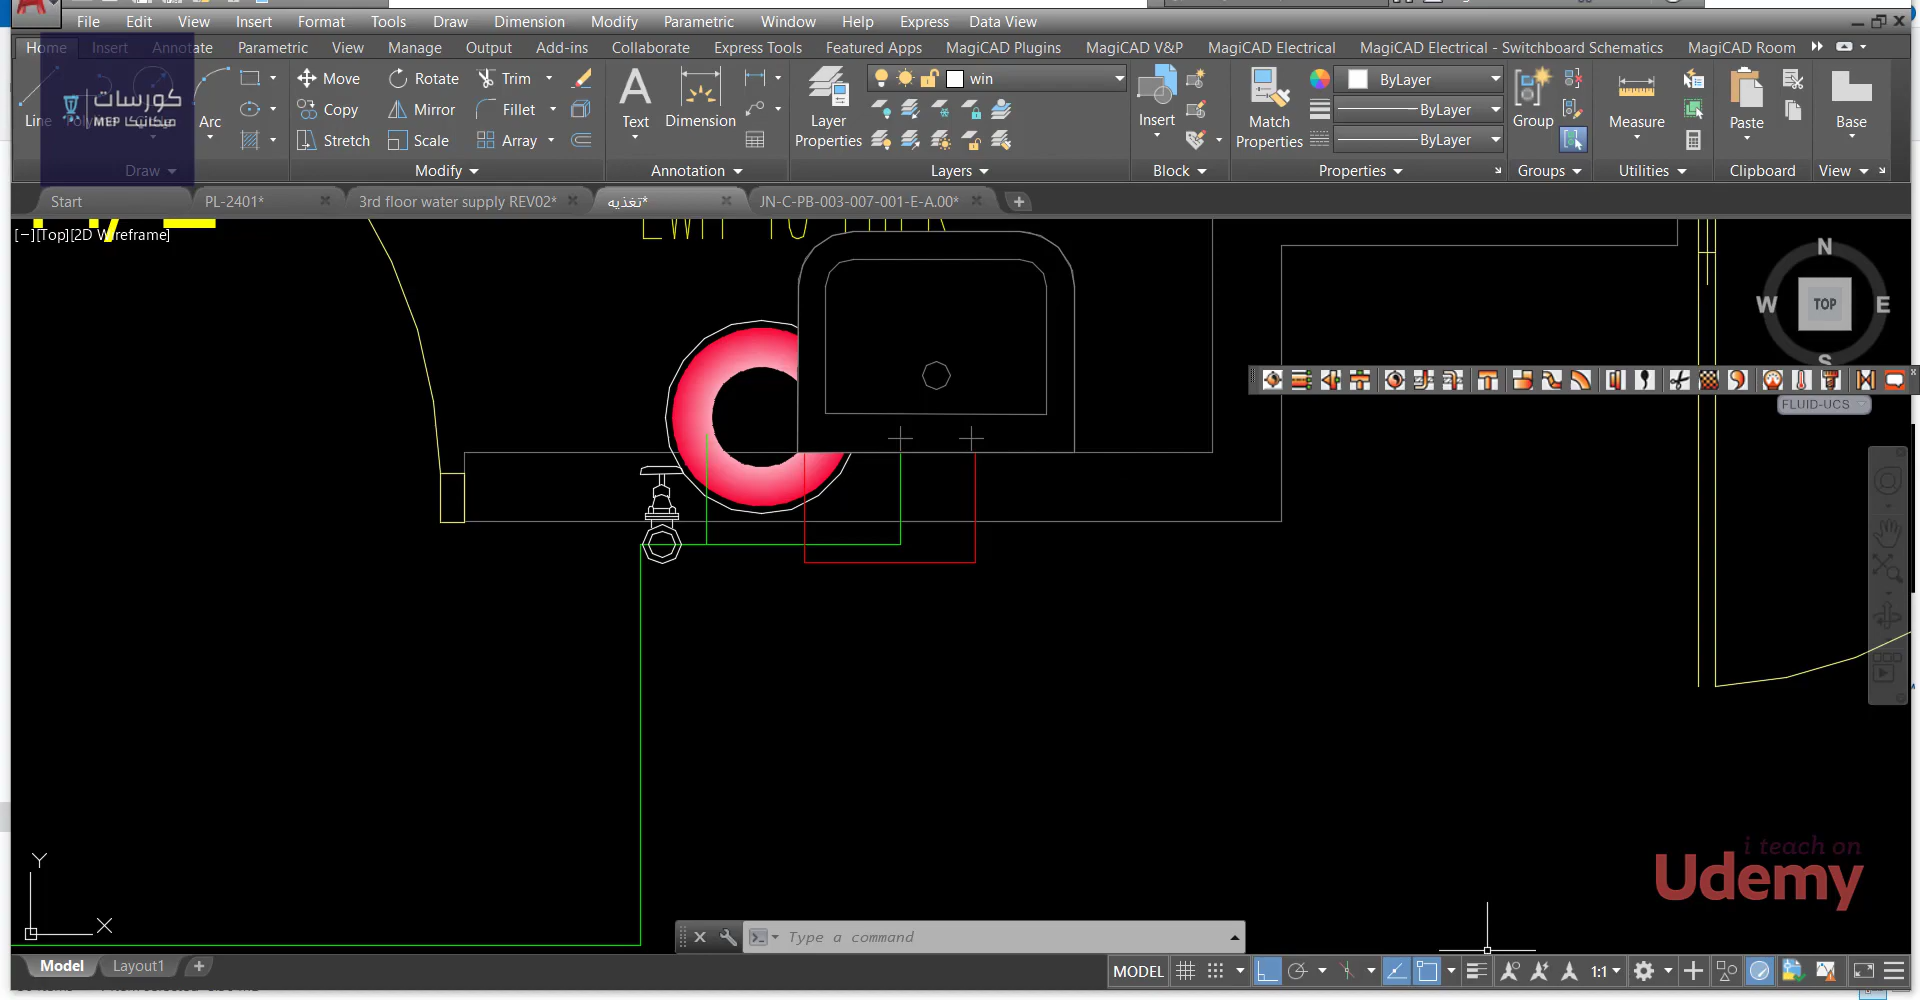 File Edit View Insert Format Tools Draw Dimension Modify Parametric Window Help Express Data View
Home Insert Annotate Parametric View Manage Output Add-ins Collaborate Express Tools Featured Apps MagiCAD Plugins MagiCAD V&P MagiCAD Electrical MagiCAD Electrical - Switchboard Schematics MagiCAD Room
Move Rotate Trim win ByLayer
كورسات
Line Arc Copy Mirror Fillet Text Dimension Layer Properties Insert Match Properties ByLayer Group Measure Paste Base
MEP ميكانيكا
Stretch Scale Array ByLayer
Draw Modify Annotation Layers Block Properties Groups Utilities Clipboard View
Start PL-2401* 3rd floor water supply REV02* تغذيه* JN-C-PB-003-007-001-E-A.00*
[−][Top][2D Wireframe]
N
W TOP E
S
FLUID-UCS
i teach on
Udemy
Y
X
Type a command
Model Layout1 MODEL 1:1